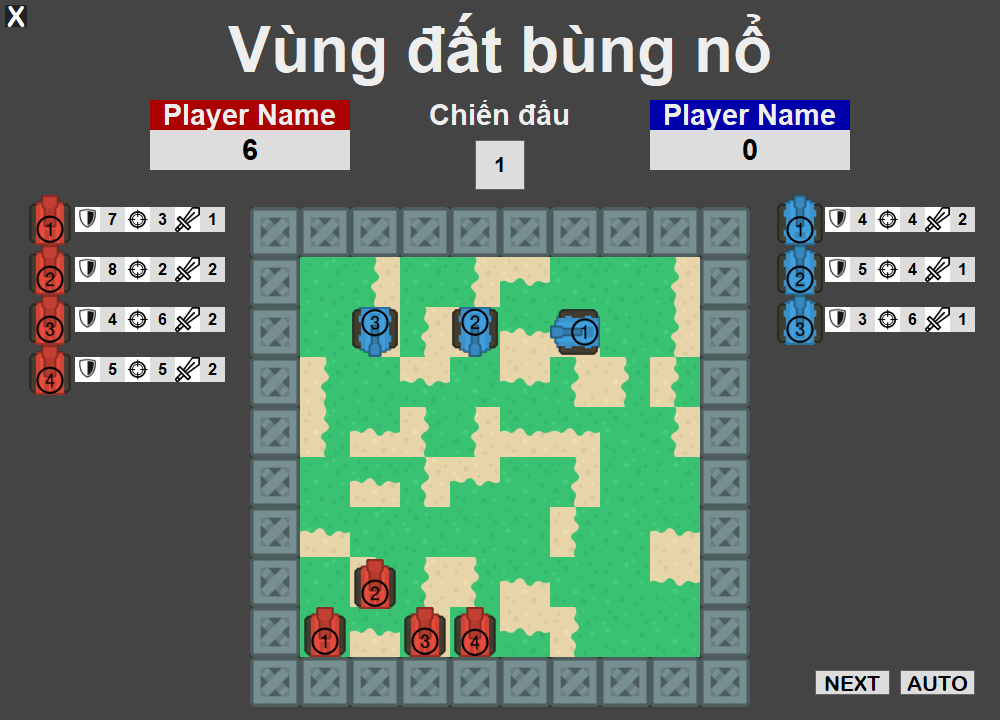 X
Vùng đất bùng nổ
Player Name
Chiến đấu
Player Name
6
1
0
1 7 3 1
2 8 2 2
3 4 6 2
4 5 5 2
1 4 4 2
2 5 4 1
3 3 6 1
3 2 1
2
1 3 4
NEXT AUTO